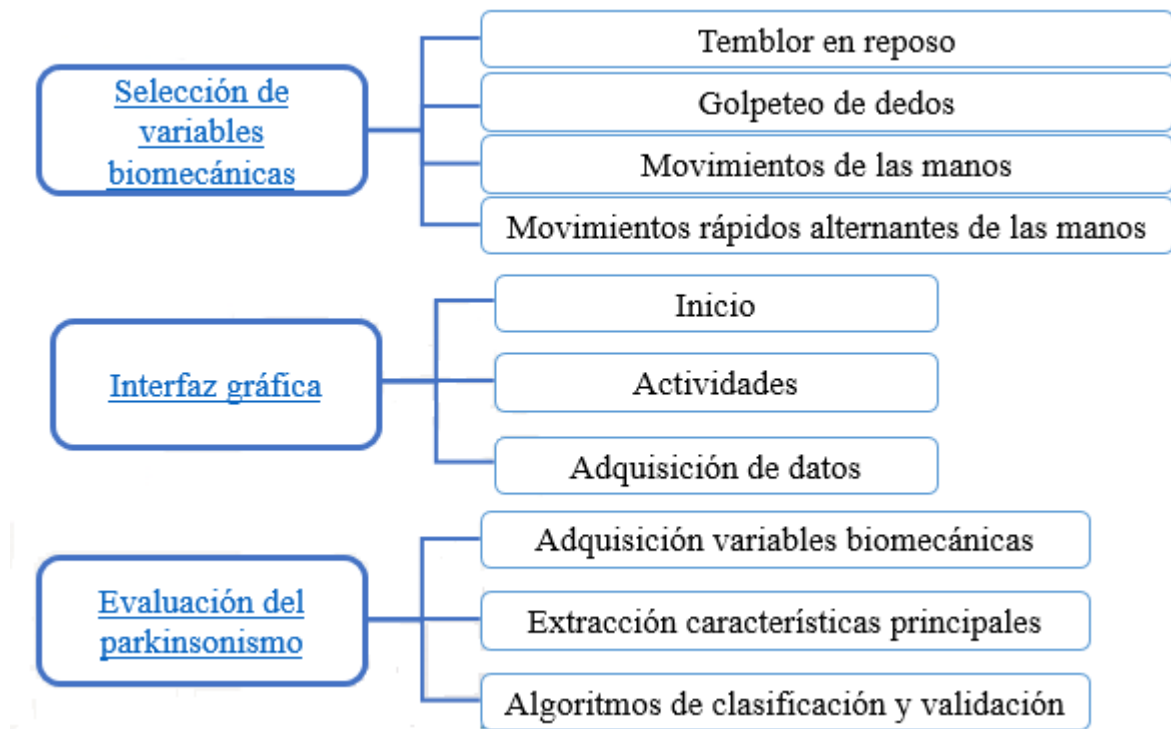 Selección de
variables
biomecánicas
Temblor en reposo
Golpeteo de dedos
Movimientos de las manos
Movimientos rápidos alternantes de las manos
Interfaz gráfica
Inicio
Actividades
Adquisición de datos
Evaluación del
parkinsonismo
Adquisición variables biomecánicas
Extracción características principales
Algoritmos de clasificación y validación